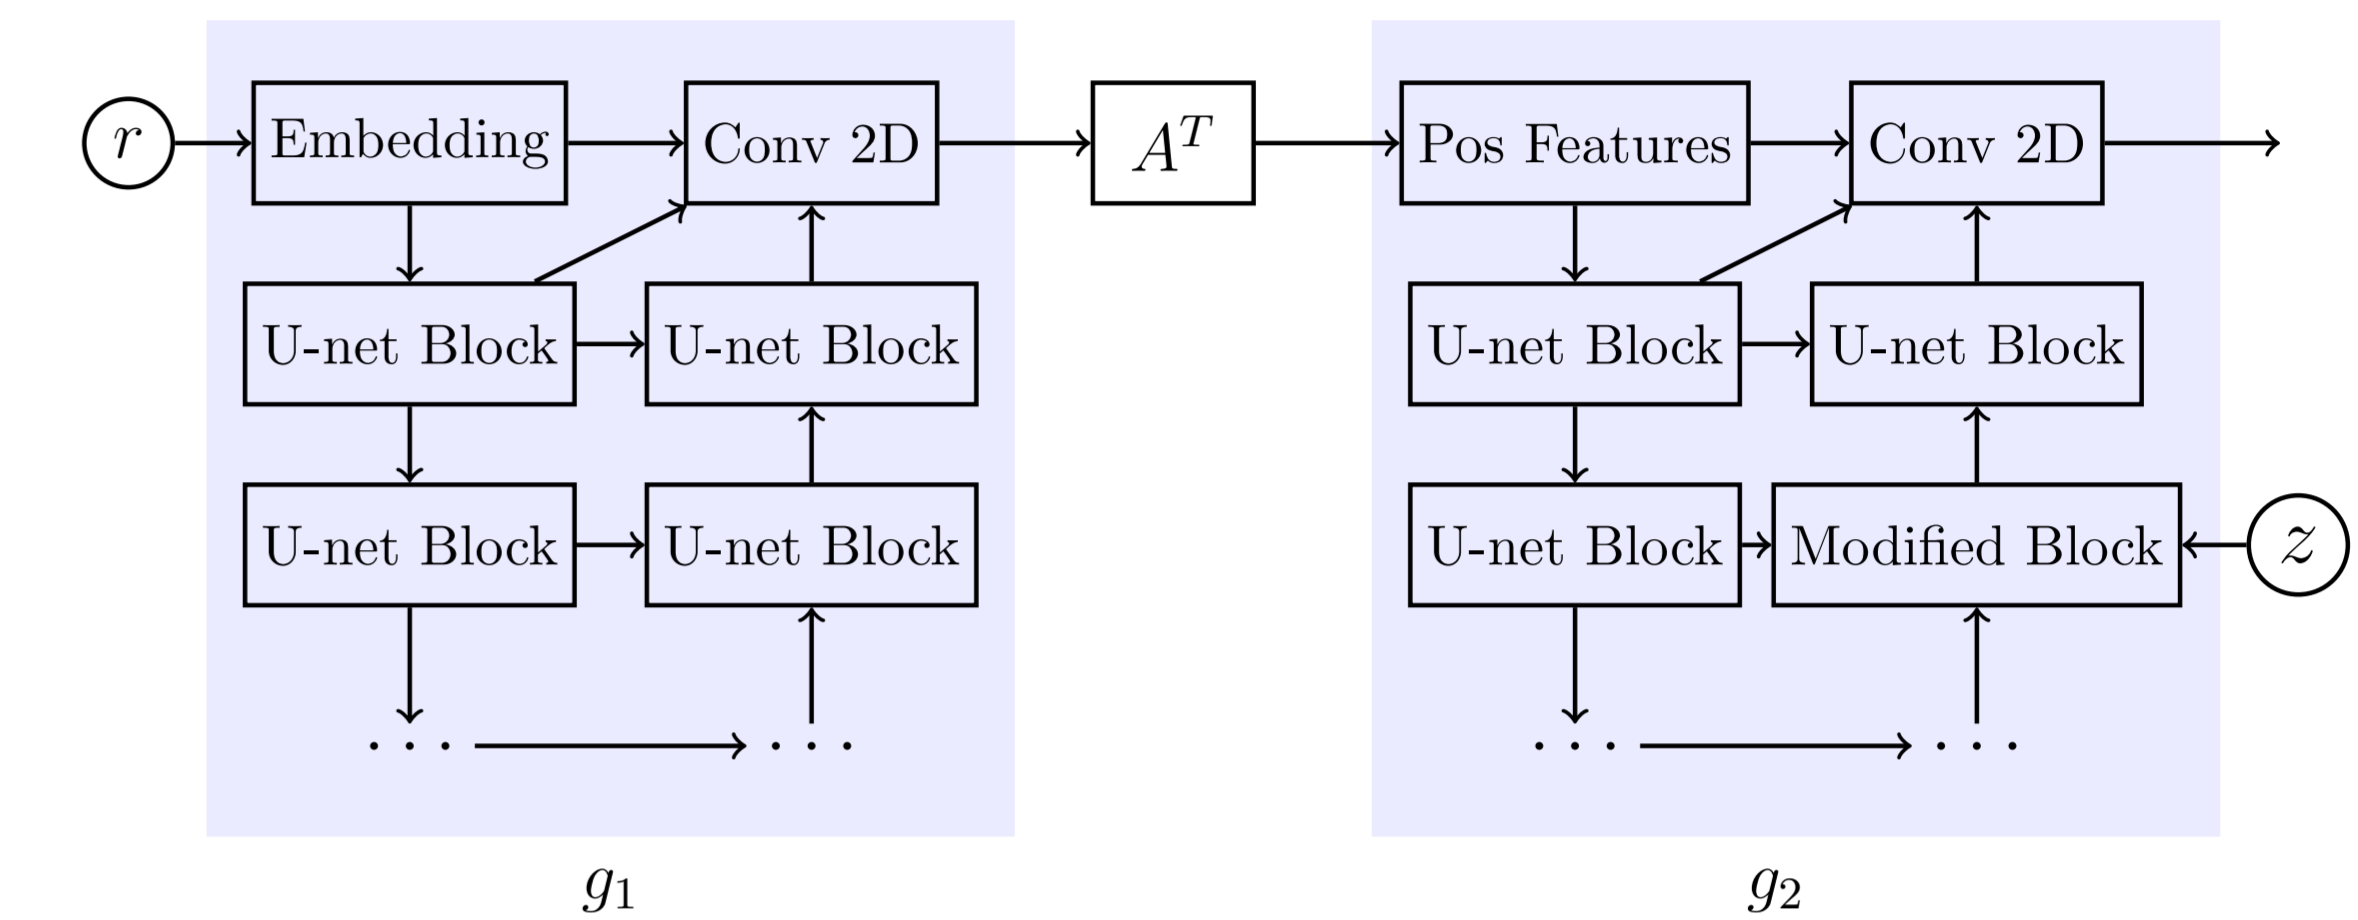 r Embedding Conv 2D A^T Pos Features Conv 2D
U-net Block U-net Block U-net Block U-net Block
U-net Block U-net Block U-net Block Modified Block z
. . . . . . . . . . . .
g1 g2